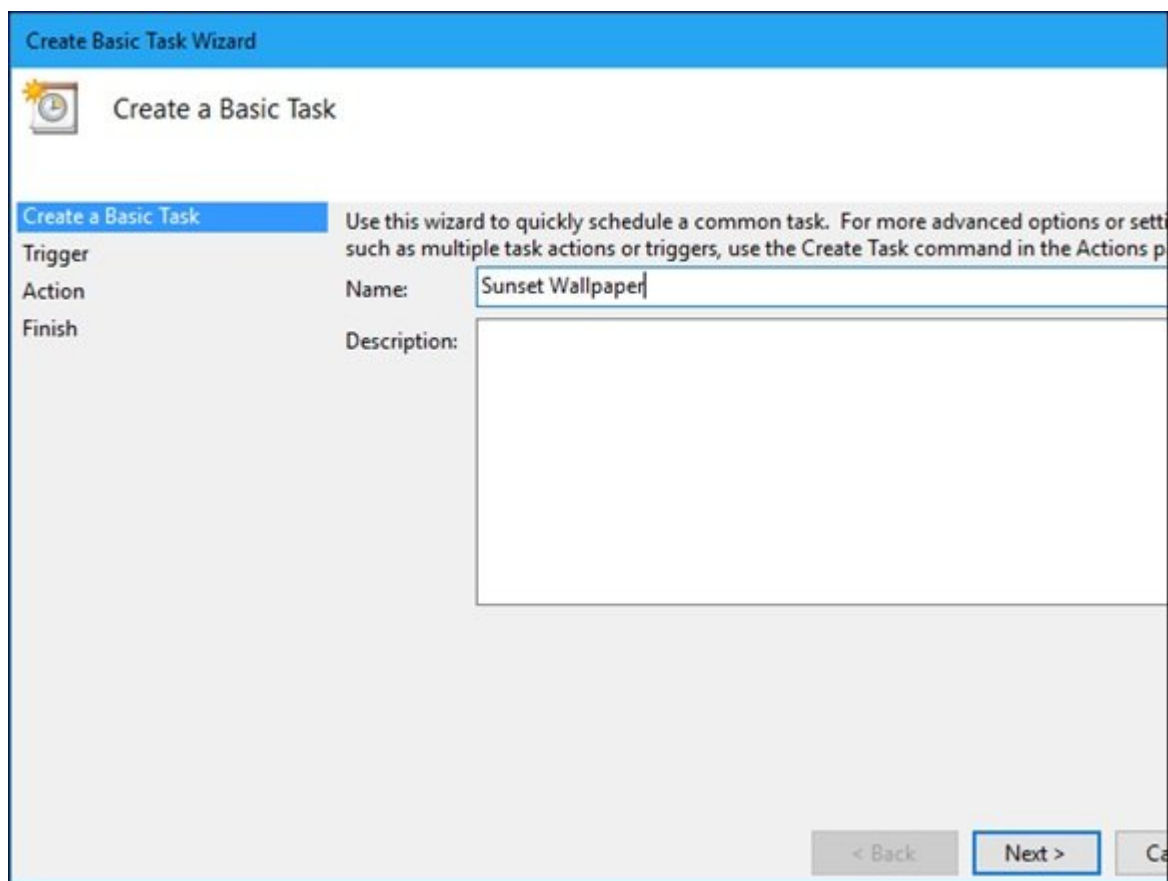 Create Basic Task Wizard
Create a Basic Task
Create a Basic Task
Trigger
Action
Finish
Use this wizard to quickly schedule a common task.  For more advanced options or
such as multiple task actions or triggers, use the Create Task command in the Actions
Name:
Sunset Wallpaper
Description:
< Back
Next >